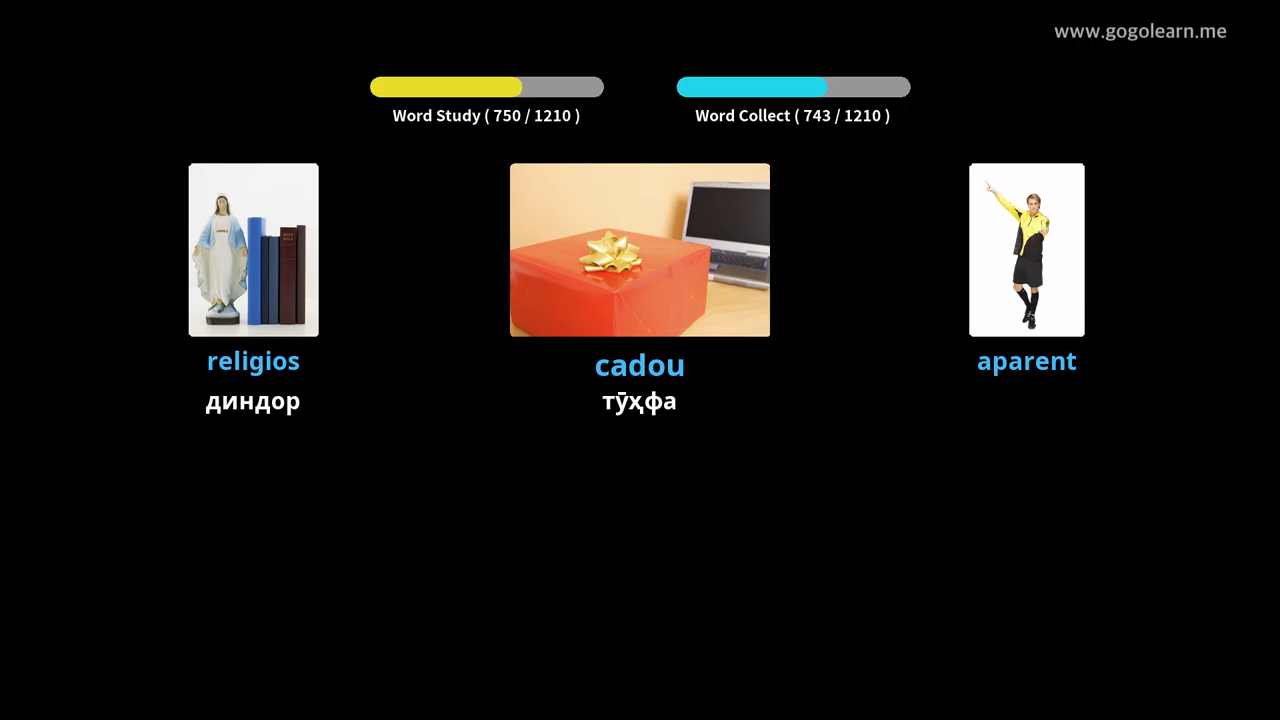 www.gogolearn.me
Word Study ( 750 / 1210 )
Word Collect ( 743 / 1210 )
religios
диндор
cadou
тӯҳфа
aparent